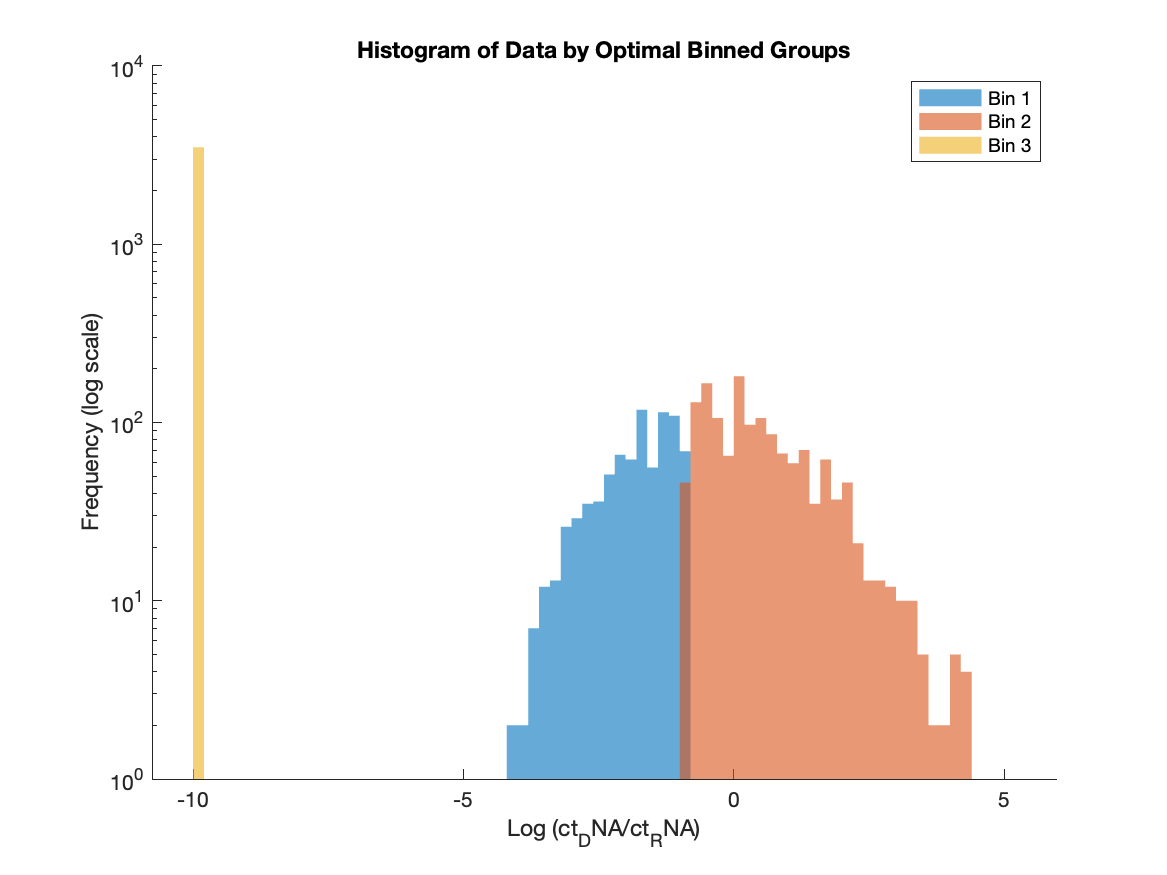 Histogram of Data by Optimal Binned Groups
Bin 1
Bin 2
Bin 3
Frequency (log scale)
10^4
10^3
10^2
10^1
10^0
-10 -5 0 5
Log (ct_DNA/ct_RNA)